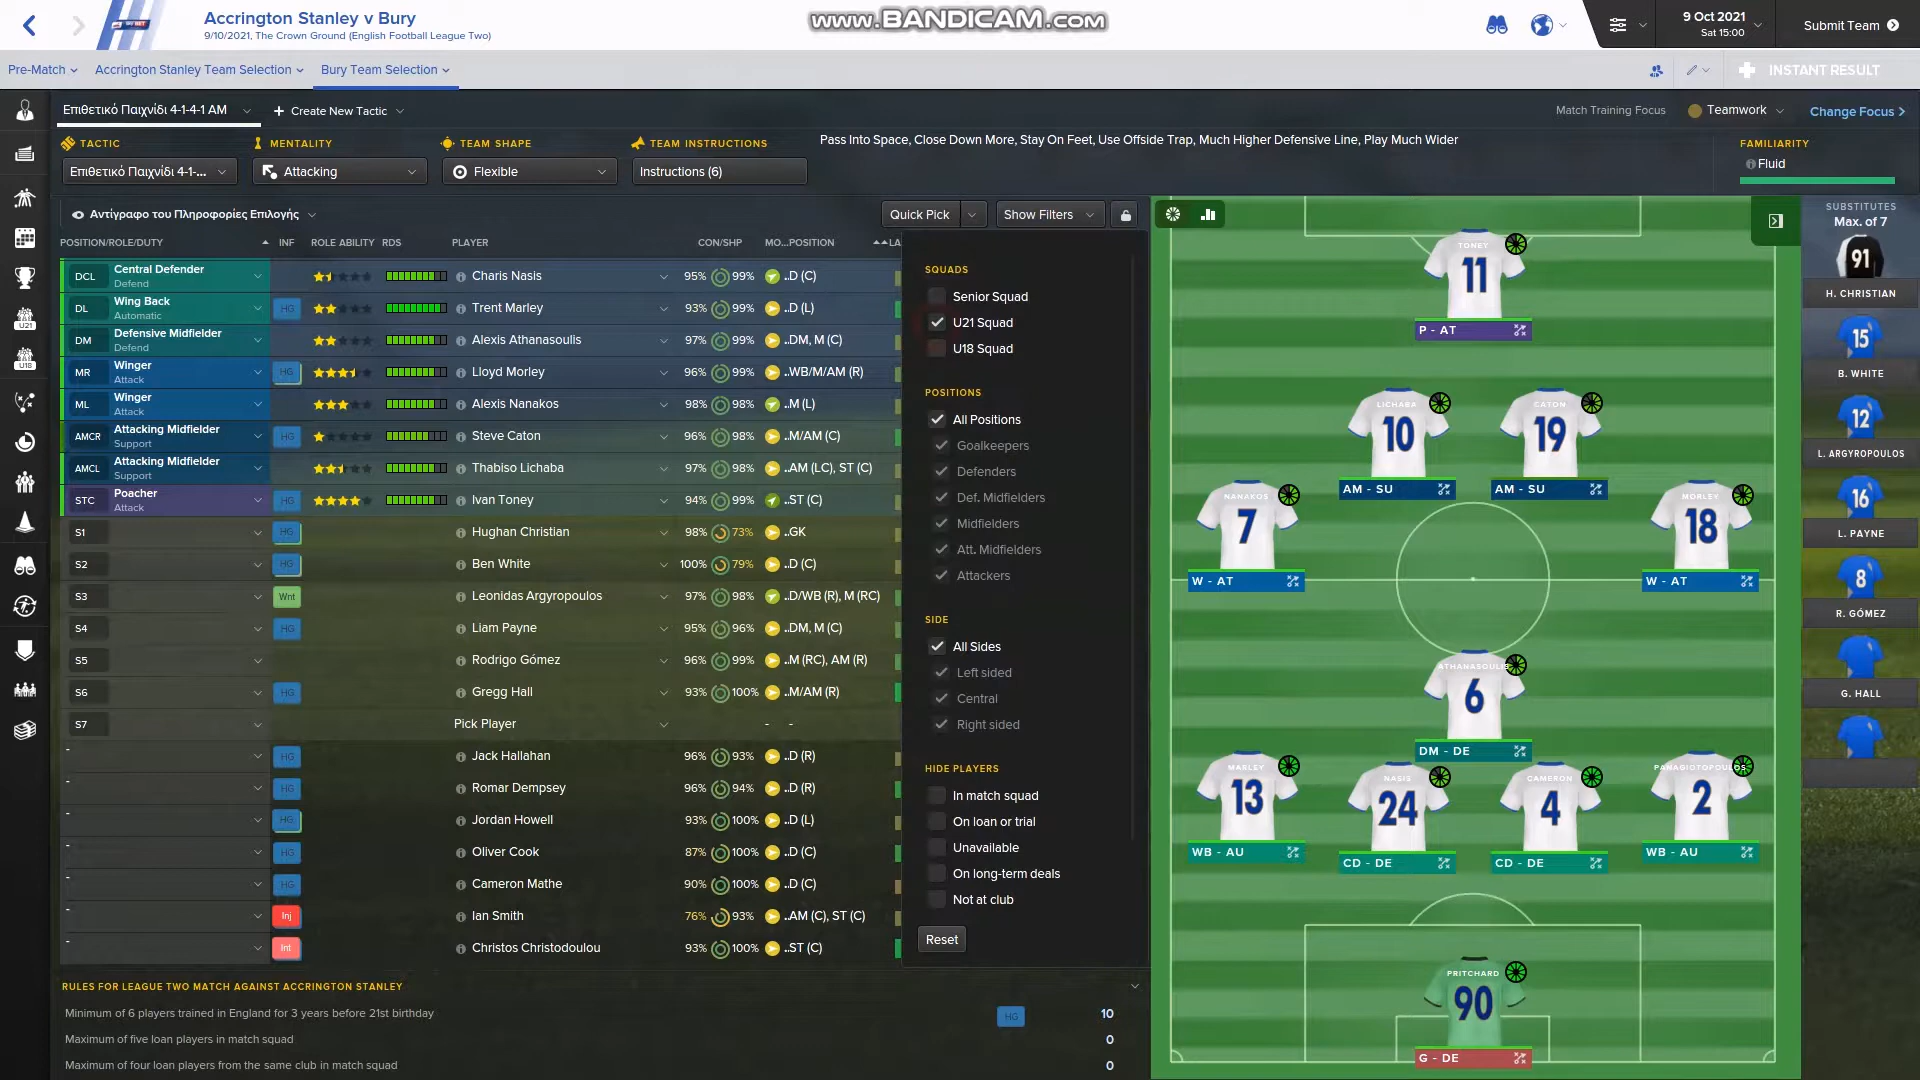 Accrington Stanley v Bury
9/10/2021, The Crown Ground (English Football League Two)
www.BANDICAM.com
9 Oct 2021
Sat 15:00
Submit Team
Pre-Match
Accrington Stanley Team Selection
Bury Team Selection
INSTANT RESULT
Επιθετικό Παιχνίδι 4-1-4-1 AM
Create New Tactic
Match Training Focus
Teamwork
Change Focus >
TACTIC
MENTALITY
TEAM SHAPE
TEAM INSTRUCTIONS
Pass Into Space, Close Down More, Stay On Feet, Use Offside Trap, Much Higher Defensive Line, Play Much Wider
FAMILIARITY
Fluid
Επιθετικό Παιχνίδι 4-1-...
Attacking
Flexible
Instructions (6)
Αντίγραφο του Πληροφορίες Επιλογής
Quick Pick
Show Filters
POSITION/ROLE/DUTY INF ROLE ABILITY RDS PLAYER CON/SHP MO...POSITION LA
DCL Central Defender Defend Charis Nasis 95% 99% ..D (C)
DL Wing Back Automatic HG Trent Marley 93% 99% ..D (L)
DM Defensive Midfielder Defend Alexis Athanasoulis 97% 99% ..DM, M (C)
MR Winger Attack HG Lloyd Morley 96% 99% ..WB/M/AM (R)
ML Winger Attack Alexis Nanakos 98% 98% ..M (L)
AMCR Attacking Midfielder Support HG Steve Caton 96% 98% ..M/AM (C)
AMCL Attacking Midfielder Support Thabiso Lichaba 97% 98% ..AM (LC), ST (C)
STC Poacher Attack HG Ivan Toney 94% 99% ..ST (C)
S1 HG Hughan Christian 98% 73% ..GK
S2 HG Ben White 100% 79% ..D (C)
S3 Wnt Leonidas Argyropoulos 97% 98% ..D/WB (R), M (RC)
S4 HG Liam Payne 95% 96% ..DM, M (C)
S5 Rodrigo Gómez 96% 99% ..M (RC), AM (R)
S6 HG Gregg Hall 93% 100% ..M/AM (R)
S7 Pick Player - -
- HG Jack Hallahan 96% 93% ..D (R)
- HG Romar Dempsey 96% 94% ..D (R)
- HG Jordan Howell 93% 100% ..D (L)
- HG Oliver Cook 87% 100% ..D (C)
- HG Cameron Mathe 90% 100% ..D (C)
- Inj Ian Smith 76% 93% ..AM (C), ST (C)
- Int Christos Christodoulou 93% 100% ..ST (C)
SQUADS
Senior Squad
U21 Squad
U18 Squad
POSITIONS
All Positions
Goalkeepers
Defenders
Def. Midfielders
Midfielders
Att. Midfielders
Attackers
SIDE
All Sides
Left sided
Central
Right sided
HIDE PLAYERS
In match squad
On loan or trial
Unavailable
On long-term deals
Not at club
Reset
RULES FOR LEAGUE TWO MATCH AGAINST ACCRINGTON STANLEY
Minimum of 6 players trained in England for 3 years before 21st birthday HG 10
Maximum of five loan players in match squad 0
Maximum of four loan players from the same club in match squad 0
TONEY
11
P - AT
LICHABA CATON
10 19
AM - SU AM - SU
NANAKOS MORLEY
7 18
W - AT W - AT
ATHANASOULIS
6
DM - DE
MARLEY NASIS CAMERON PANAGIOTOPOULOS
13 24 4 2
WB - AU CD - DE CD - DE WB - AU
PRITCHARD
90
G - DE
SUBSTITUTES
Max. of 7
91
H. CHRISTIAN
15
B. WHITE
12
L. ARGYROPOULOS
16
L. PAYNE
8
R. GÓMEZ
G. HALL
U21
U18